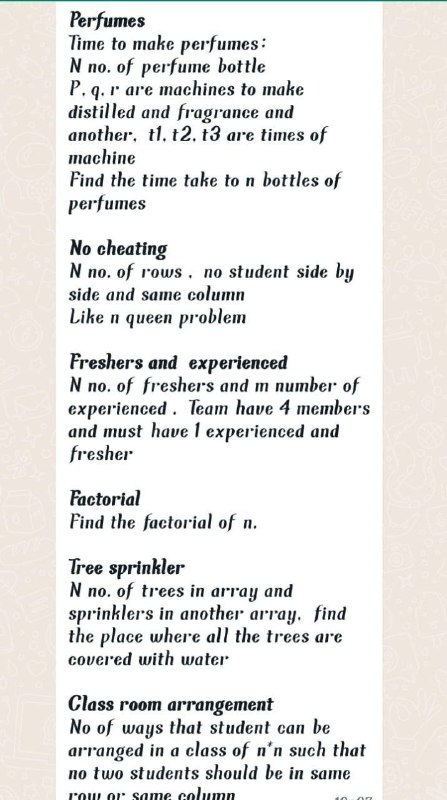 Perfumes
Time to make perfumes:
N no. of perfume bottle
P, q, r are machines to make
distilled and fragrance and
another, t1, t2, t3 are times of
machine
Find the time take to n bottles of
perfumes
No cheating
N no. of rows , no student side by
side and same column
Like n queen problem
Freshers and experienced
N no. of freshers and m number of
experienced . Team have 4 members
and must have 1 experienced and
fresher
Factorial
Find the factorial of n.
Tree sprinkler
N no. of trees in array and
sprinklers in another array, find
the place where all the trees are
covered with water
Class room arrangement
No of ways that student can be
arranged in a class of n*n such that
no two students should be in same
row or same column